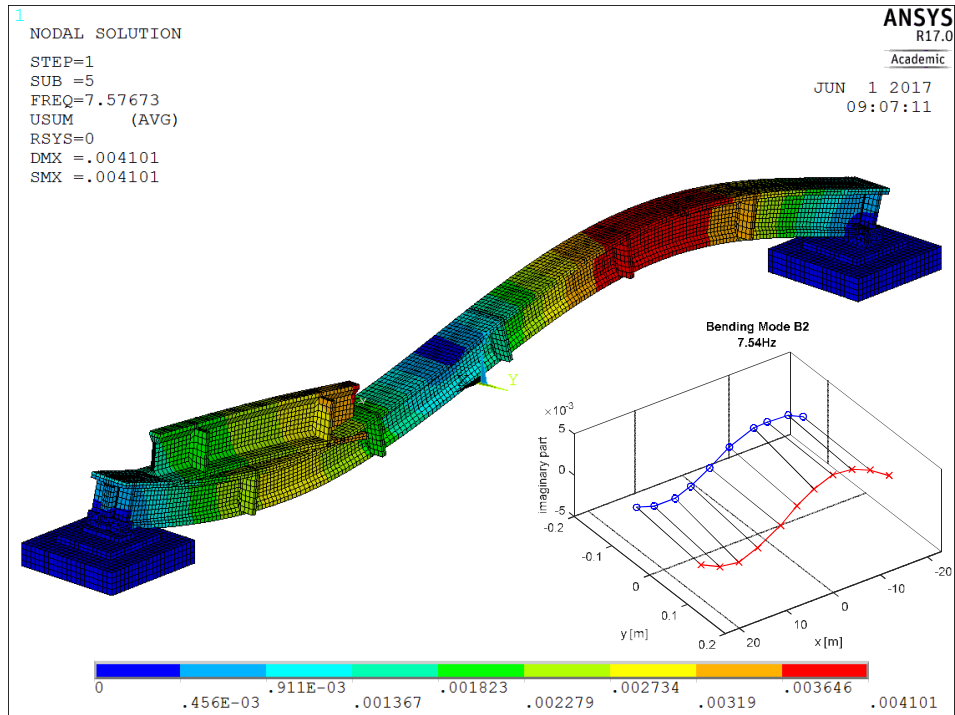 1
NODAL SOLUTION
STEP=1
SUB =5
FREQ=7.57673
USUM     (AVG)
RSYS=0
DMX =.004101
SMX =.004101
ANSYS
R17.0
Academic
JUN  1 2017
09:07:11
Y
Bending Mode B2
7.54Hz
×10⁻³
5
0
-5
imaginary part
-0.2
-0.1
0
0.1
0.2
y [m]
20
10
0
-10
-20
x [m]
0
.456E-03
.911E-03
.001367
.001823
.002279
.002734
.00319
.003646
.004101